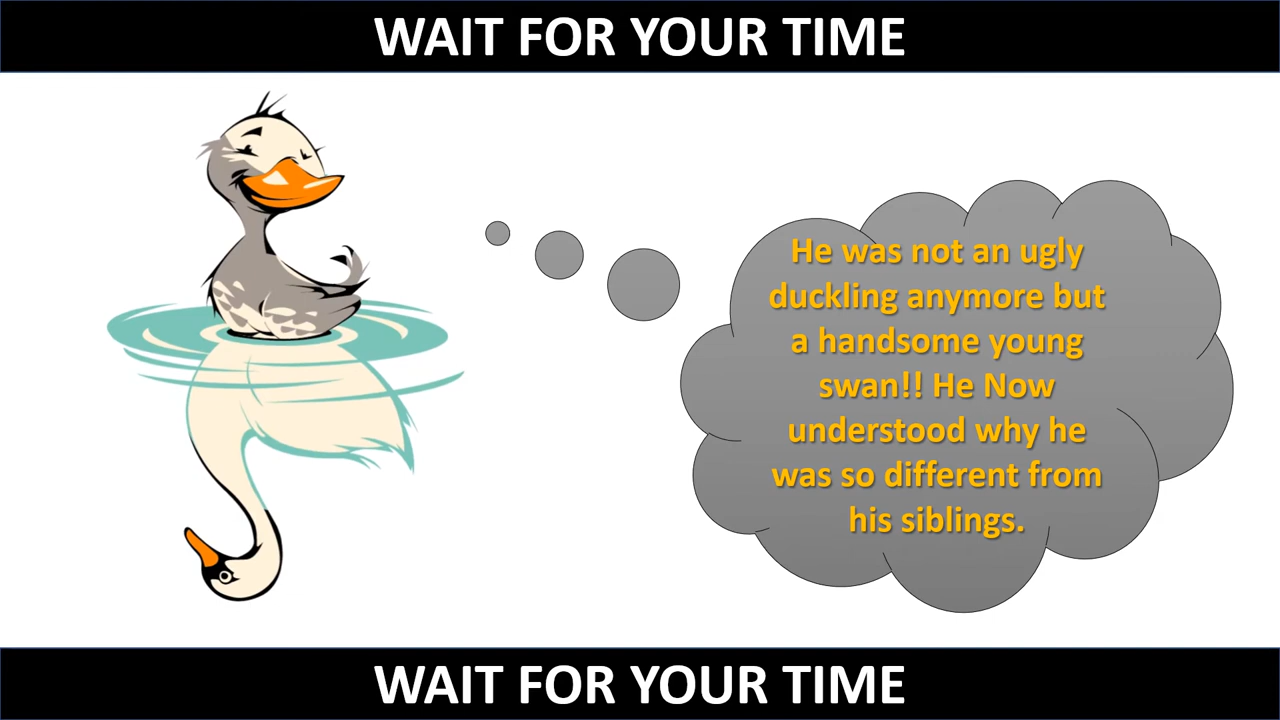 WAIT FOR YOUR TIME
He was not an ugly
duckling anymore but
a handsome young
swan!! He Now
understood why he
was so different from
his siblings.
WAIT FOR YOUR TIME